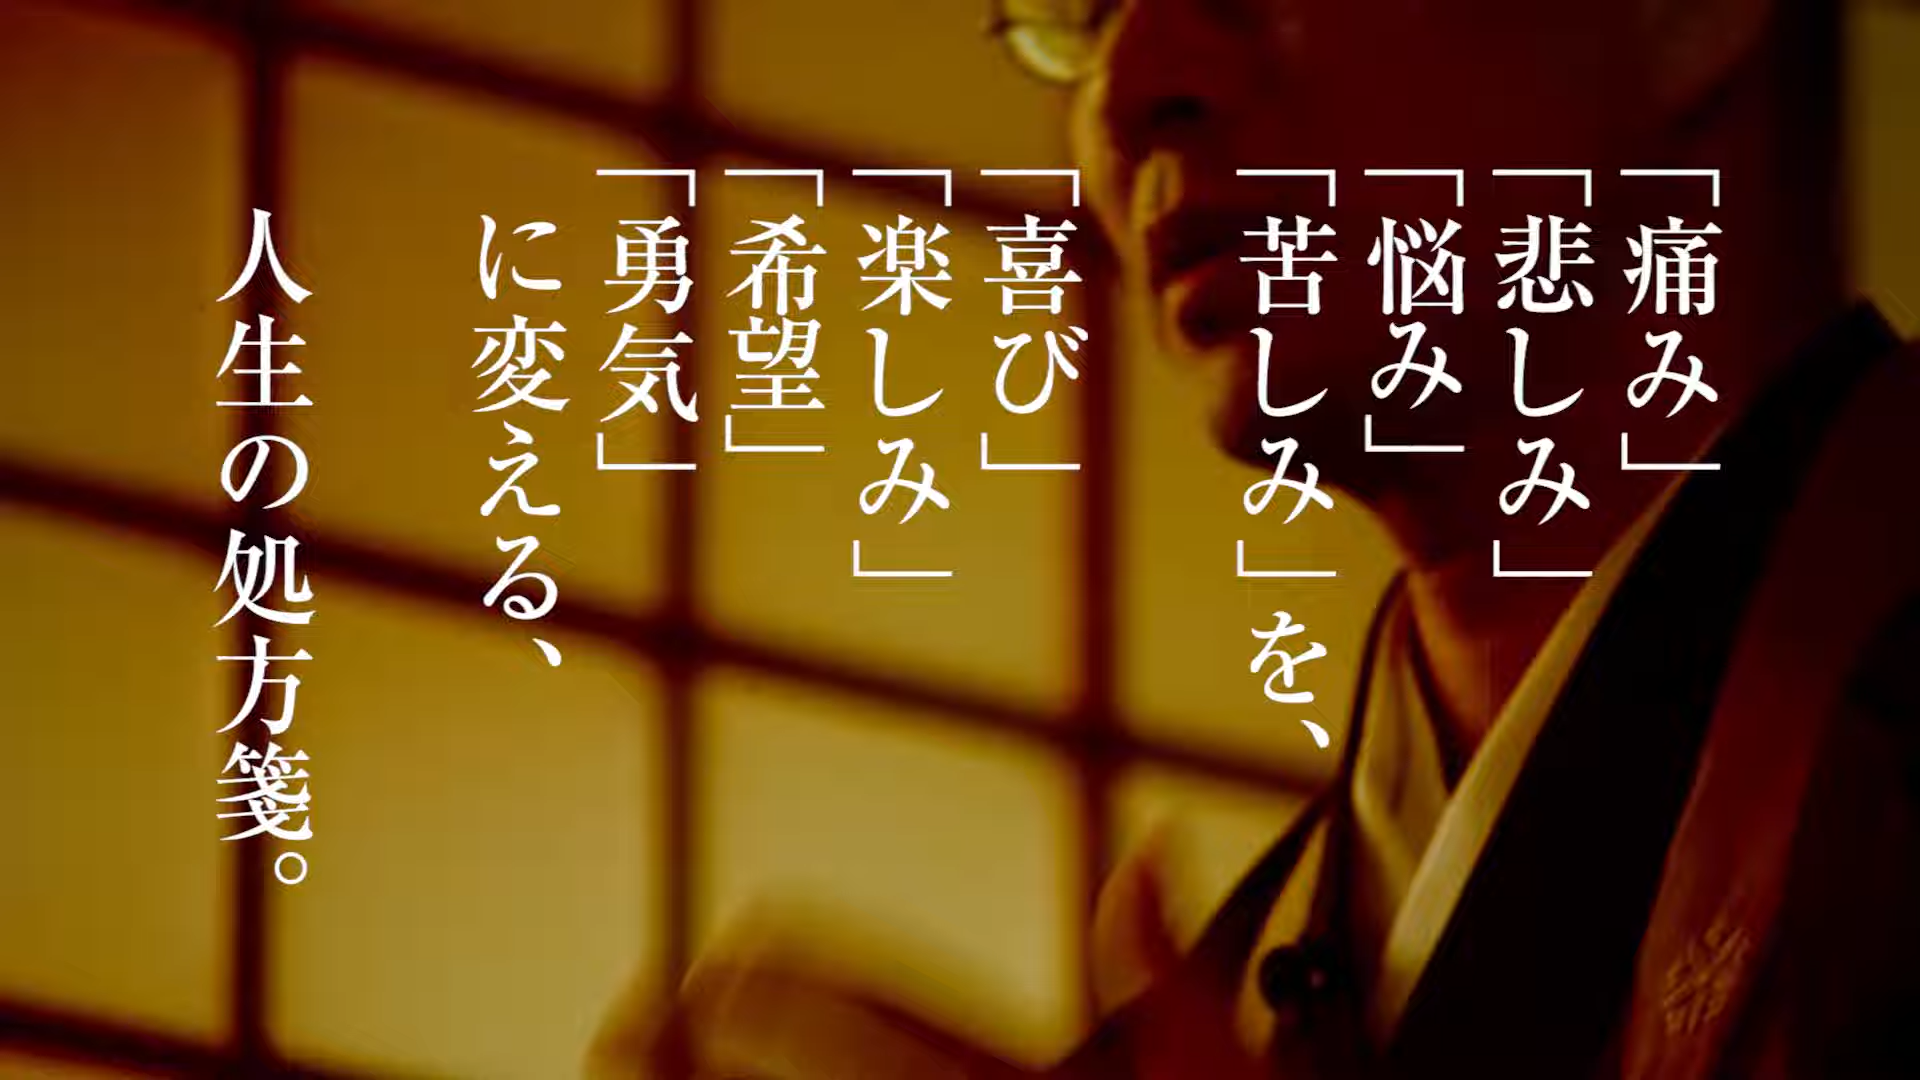 「痛み」
「悲しみ」
「悩み」
「苦しみ」を、
「喜び」
「楽しみ」
「希望」
「勇気」
に変える、
人生の処方箋。